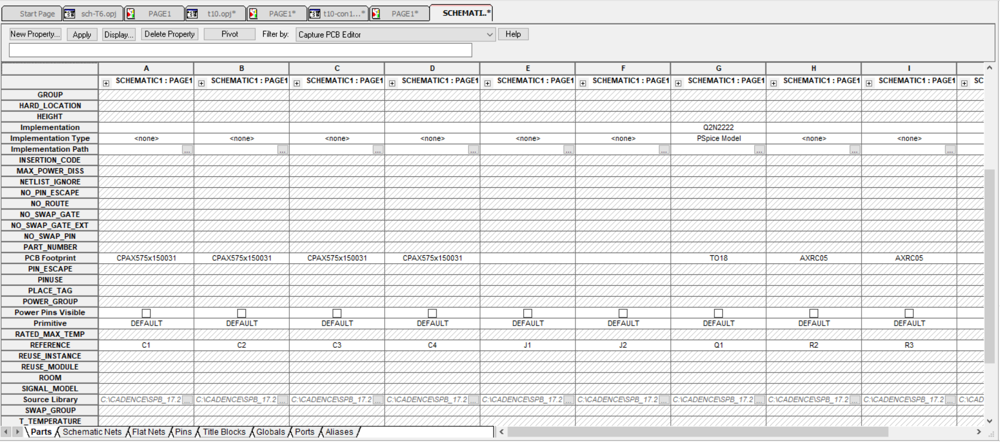 Start Page sch-T6.opj PAGE1 t10.opj* PAGE1* t10-con1...* PAGE1* SCHEMATI..*
New Property... Apply Display... Delete Property Pivot Filter by: Capture PCB Editor Help
A B C D E F G H I
SCHEMATIC1 : PAGE1 SCHEMATIC1 : PAGE1 SCHEMATIC1 : PAGE1 SCHEMATIC1 : PAGE1 SCHEMATIC1 : PAGE1 SCHEMATIC1 : PAGE1 SCHEMATIC1 : PAGE1 SCHEMATIC1 : PAGE1 SCHEMATIC1 : PAGE1 SC
GROUP
HARD_LOCATION
HEIGHT
Implementation Q2N2222
Implementation Type <none> <none> <none> <none> <none> <none> PSpice Model <none> <none>
Implementation Path ... ... ... ... ... ... ... ... ...
INSERTION_CODE
MAX_POWER_DISS
NETLIST_IGNORE
NO_PIN_ESCAPE
NO_ROUTE
NO_SWAP_GATE
NO_SWAP_GATE_EXT
NO_SWAP_PIN
PART_NUMBER
PCB Footprint CPAX575x150031 CPAX575x150031 CPAX575x150031 CPAX575x150031 TO18 AXRC05 AXRC05
PIN_ESCAPE
PINUSE
PLACE_TAG
POWER_GROUP
Power Pins Visible
Primitive DEFAULT DEFAULT DEFAULT DEFAULT DEFAULT DEFAULT DEFAULT DEFAULT DEFAULT
RATED_MAX_TEMP
REFERENCE C1 C2 C3 C4 J1 J2 Q1 R2 R3
REUSE_INSTANCE
REUSE_MODULE
ROOM
SIGNAL_MODEL
Source Library C:\CADENCE\SPB_17.2 ... C:\CADENCE\SPB_17.2 ... C:\CADENCE\SPB_17.2 ... C:\CADENCE\SPB_17.2 ... C:\CADENCE\SPB_17.2 ... C:\CADENCE\SPB_17.2 ... C:\CADENCE\SPB_17.2 ... C:\CADENCE\SPB_17.2 ... C:\CADENCE\SPB_17.2 ... C:\CAD
SWAP_GROUP
T_TEMPERATURE
Parts Schematic Nets Flat Nets Pins Title Blocks Globals Ports Aliases